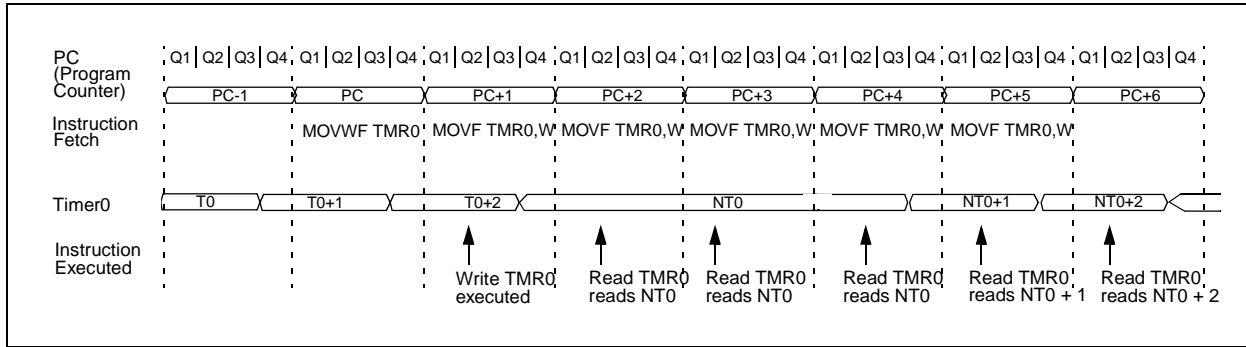 PC Q1 Q2 Q3 Q4 Q1 Q2 Q3 Q4 Q1 Q2 Q3 Q4 Q1 Q2 Q3 Q4 Q1 Q2 Q3 Q4 Q1 Q2 Q3 Q4 Q1 Q2 Q3 Q4 Q1 Q2 Q3 Q4
(Program
Counter) PC-1 PC PC+1 PC+2 PC+3 PC+4 PC+5 PC+6
Instruction
Fetch MOVWF TMR0 MOVF TMR0,W MOVF TMR0,W MOVF TMR0,W MOVF TMR0,W MOVF TMR0,W
Timer0 T0 T0+1 T0+2 NT0 NT0+1 NT0+2
Instruction
Executed
Write TMR0
executed
Read TMR0
reads NT0
Read TMR0
reads NT0
Read TMR0
reads NT0
Read TMR0
reads NT0 + 1
Read TMR0
reads NT0 + 2